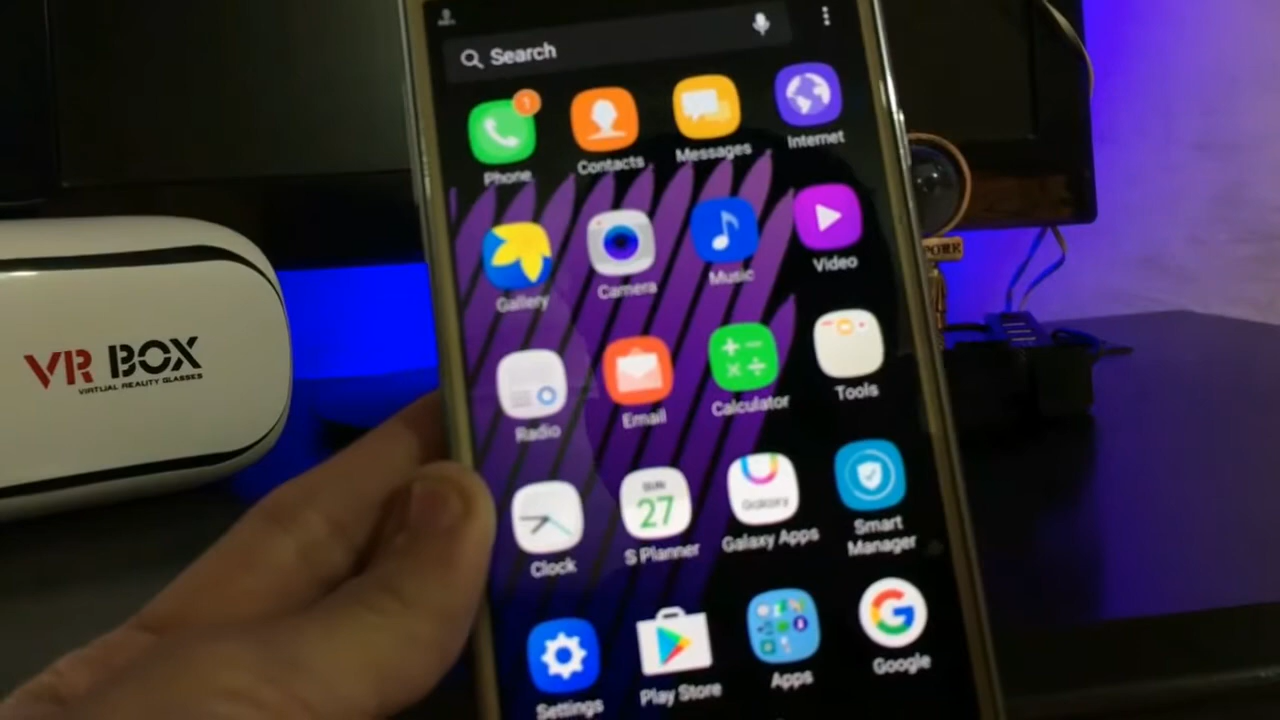 Search
1
Phone
Contacts
Messages
Internet
Gallery
Camera
Music
Video
Radio
Email
Calculator
Tools
Clock
SUN
27
S Planner
Galaxy
Galaxy Apps
Smart
Manager
Settings
Play Store
Apps
G
Google
VR BOX
VIRTUAL REALITY GLASSES